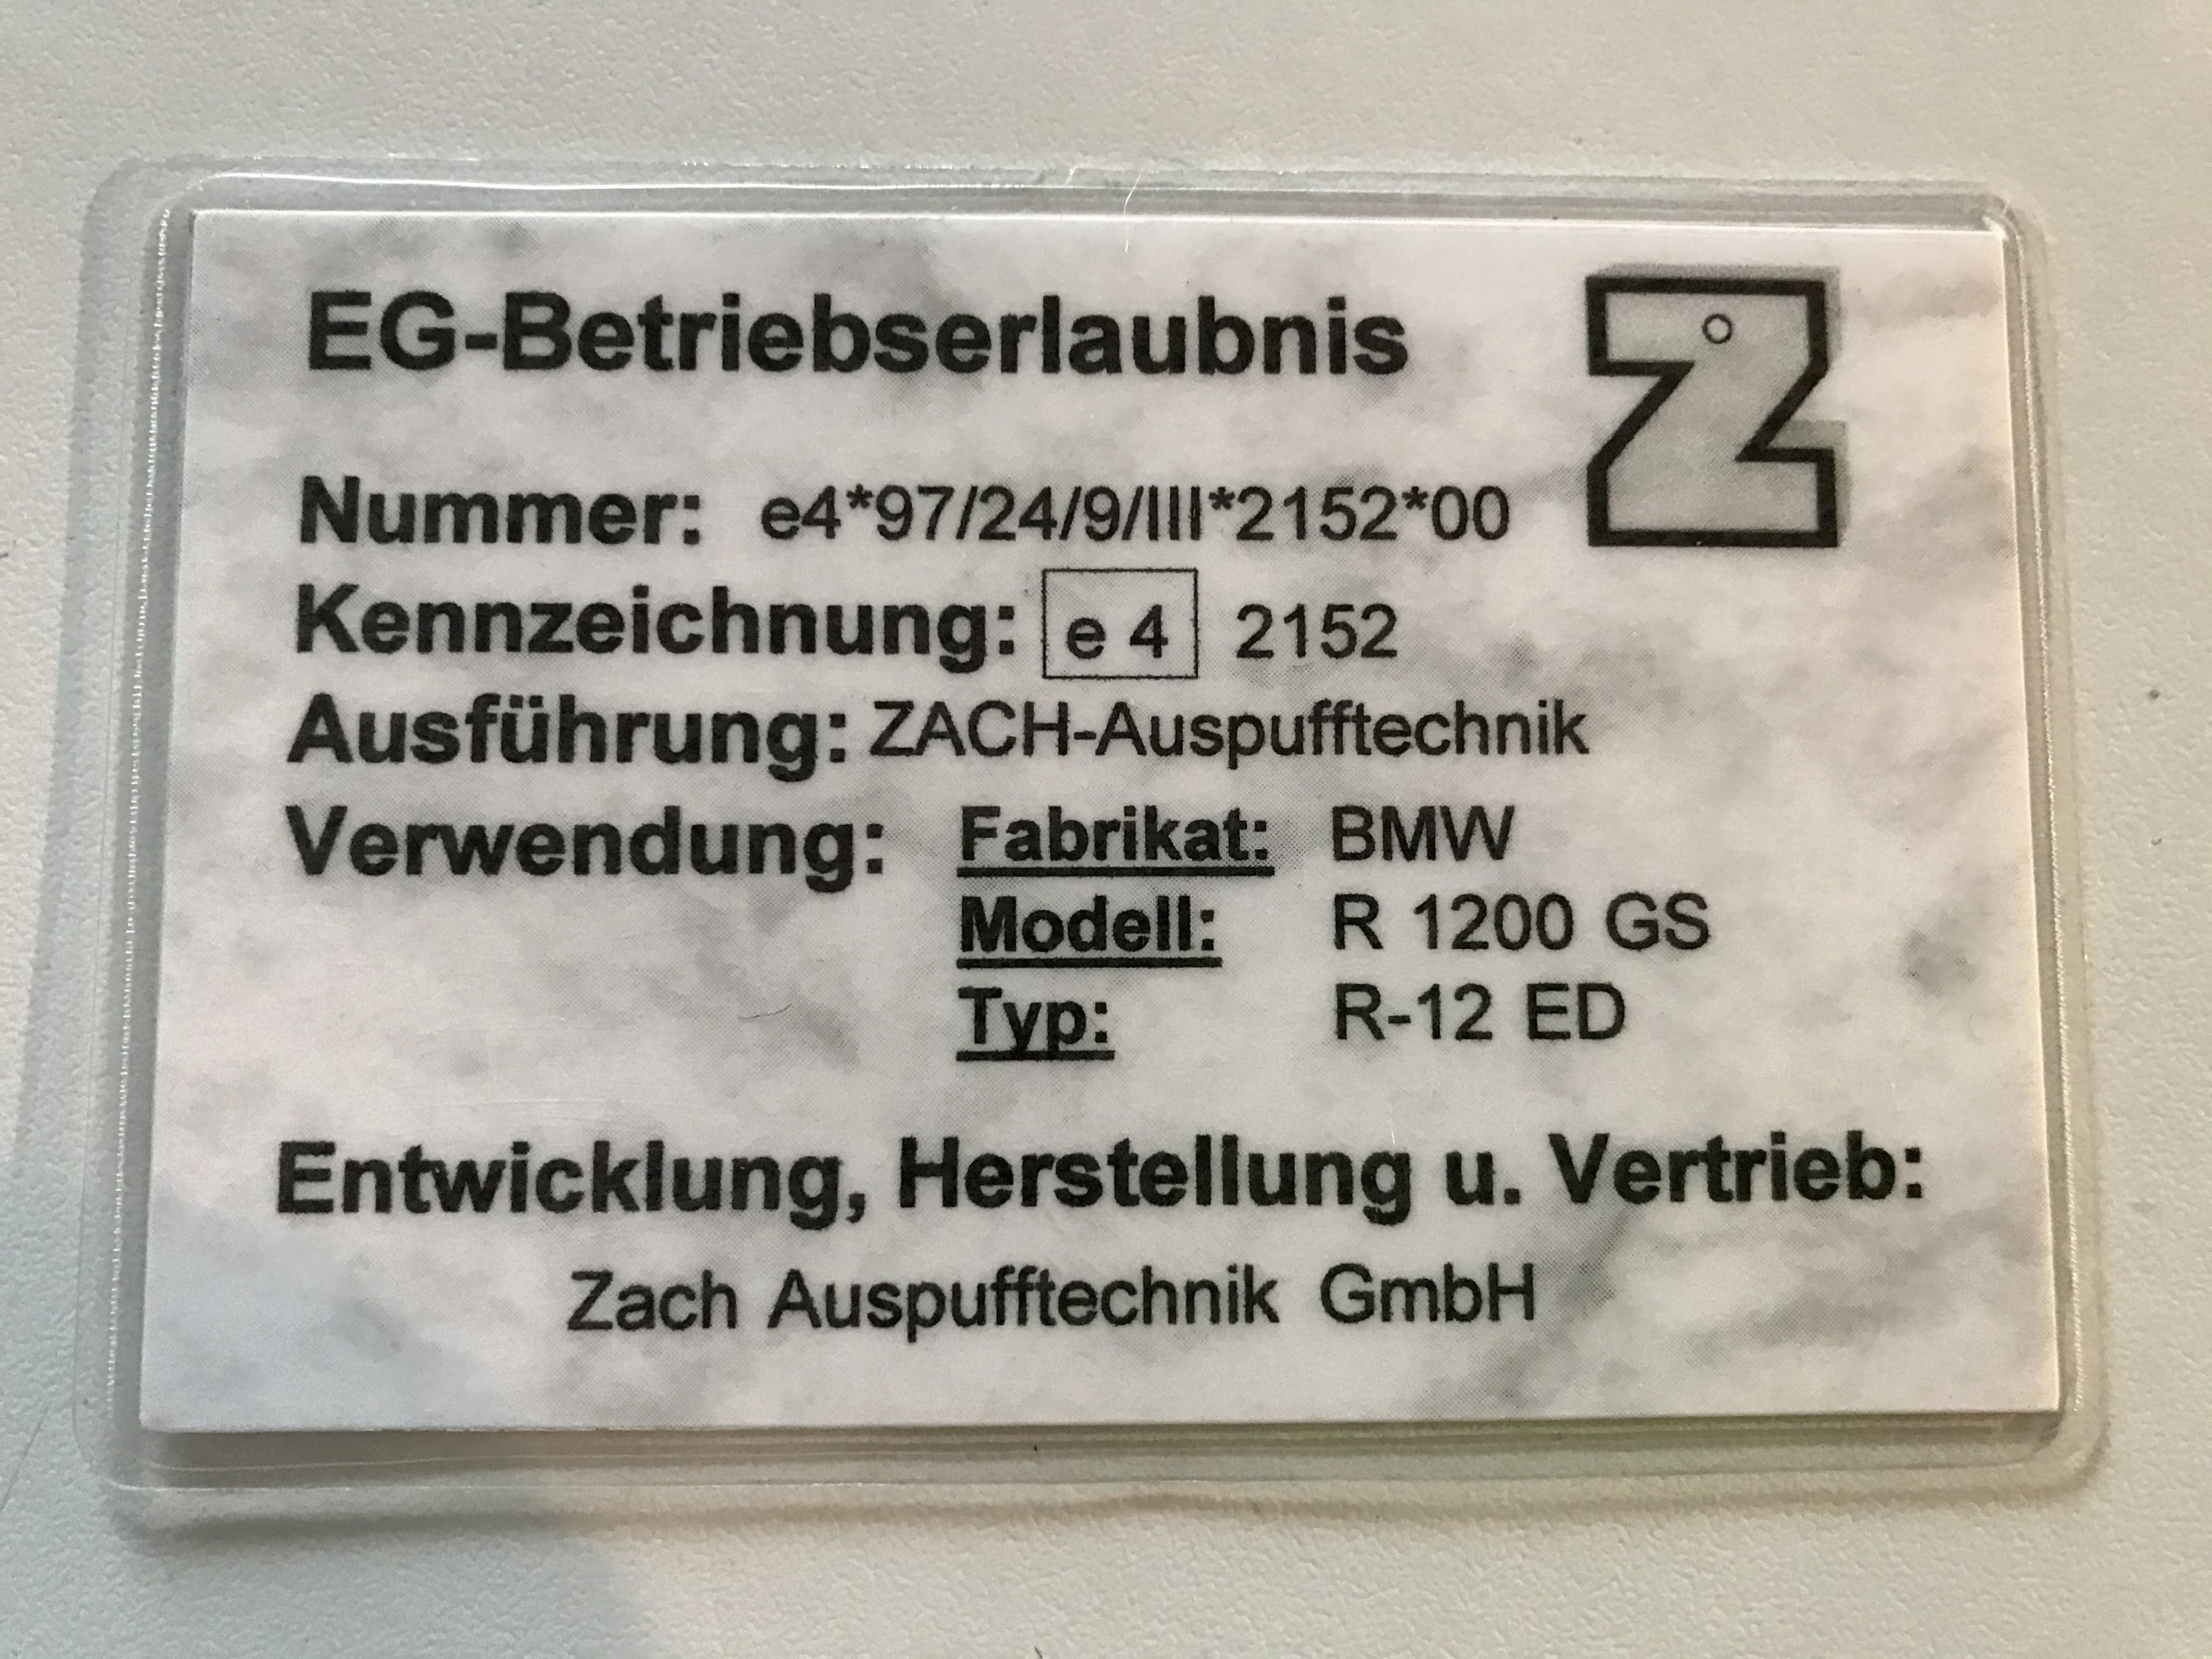 EG-Betriebserlaubnis
Z
Nummer: e4*97/24/9/III*2152*00
Kennzeichnung: e 4 2152
Ausführung: ZACH-Auspufftechnik
Verwendung: Fabrikat: BMW
Modell: R 1200 GS
Typ: R-12 ED
Entwicklung, Herstellung u. Vertrieb:
Zach Auspufftechnik GmbH